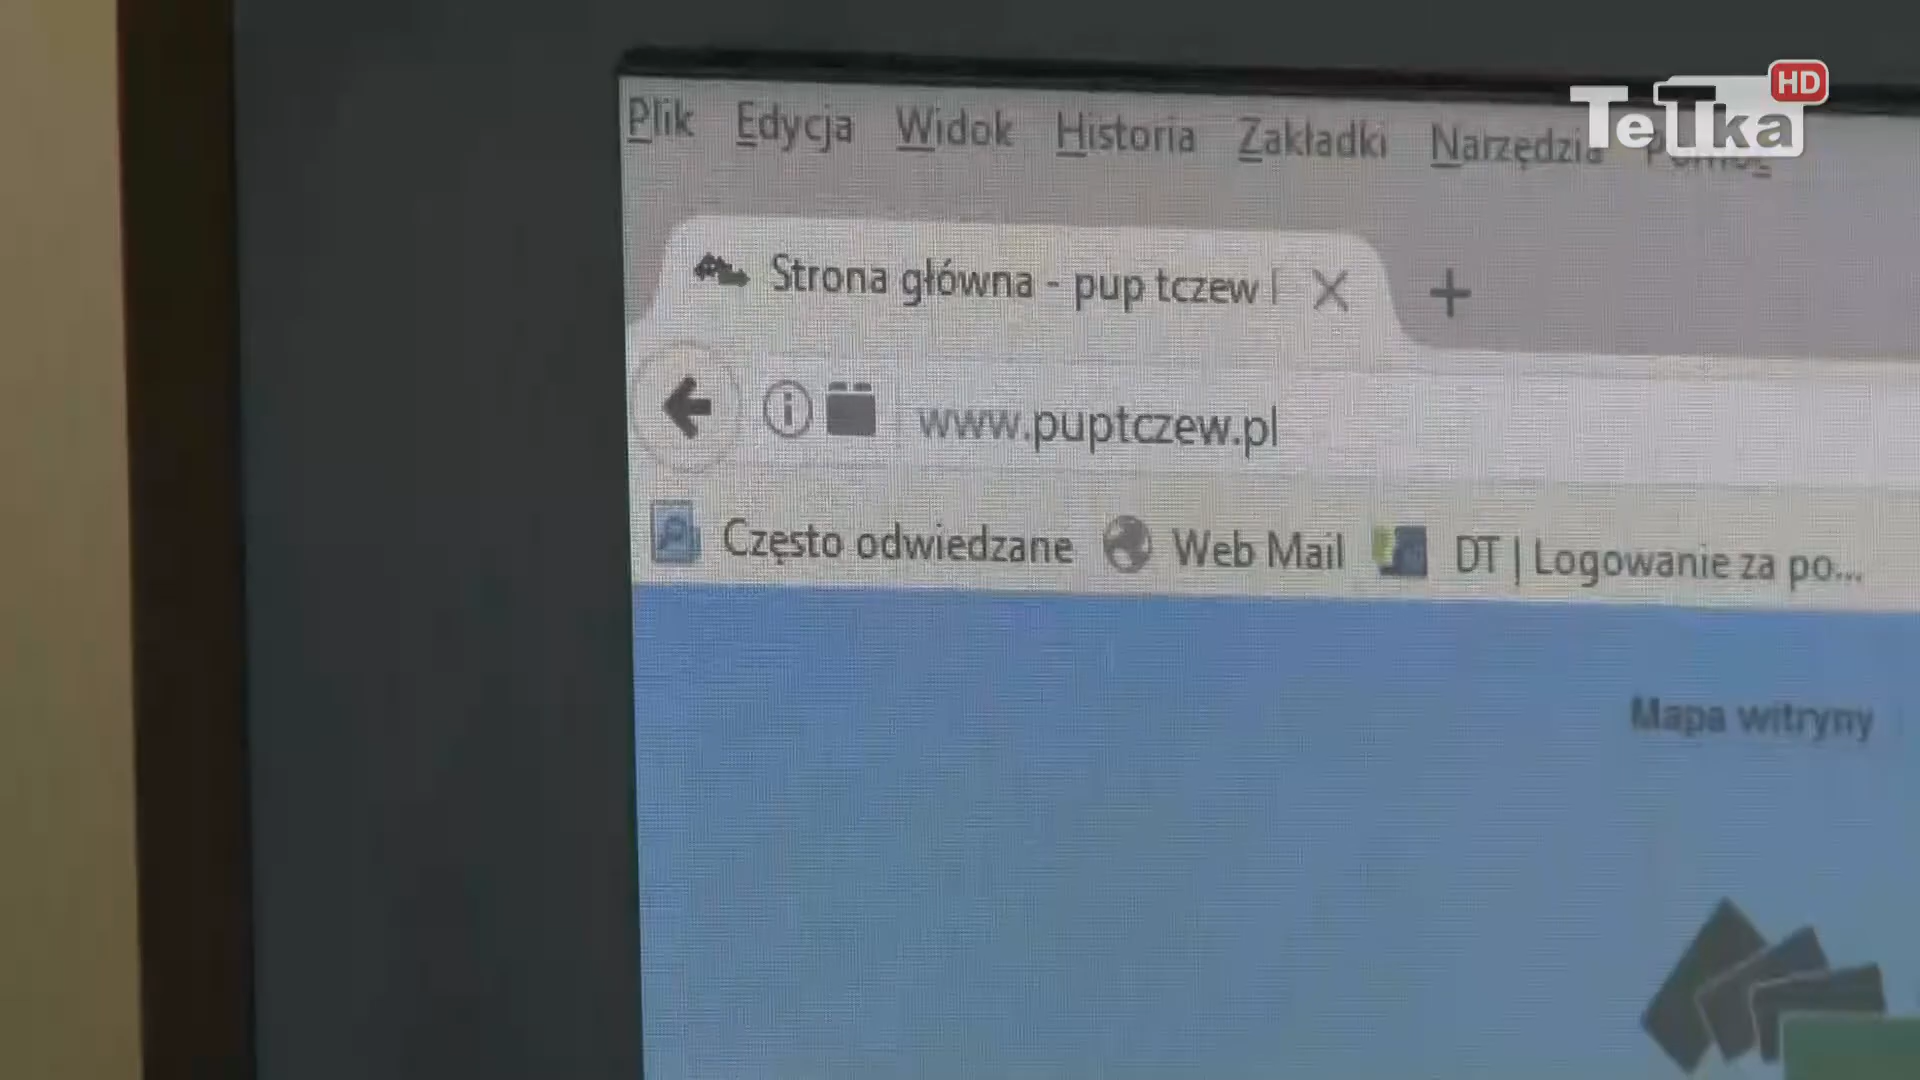 TeTka HD
Plik Edycja Widok Historia Zakładki Narzędzia
Strona główna - pup tczew
www.puptczew.pl
Często odwiedzane Web Mail DT | Logowanie za po...
Mapa witryny